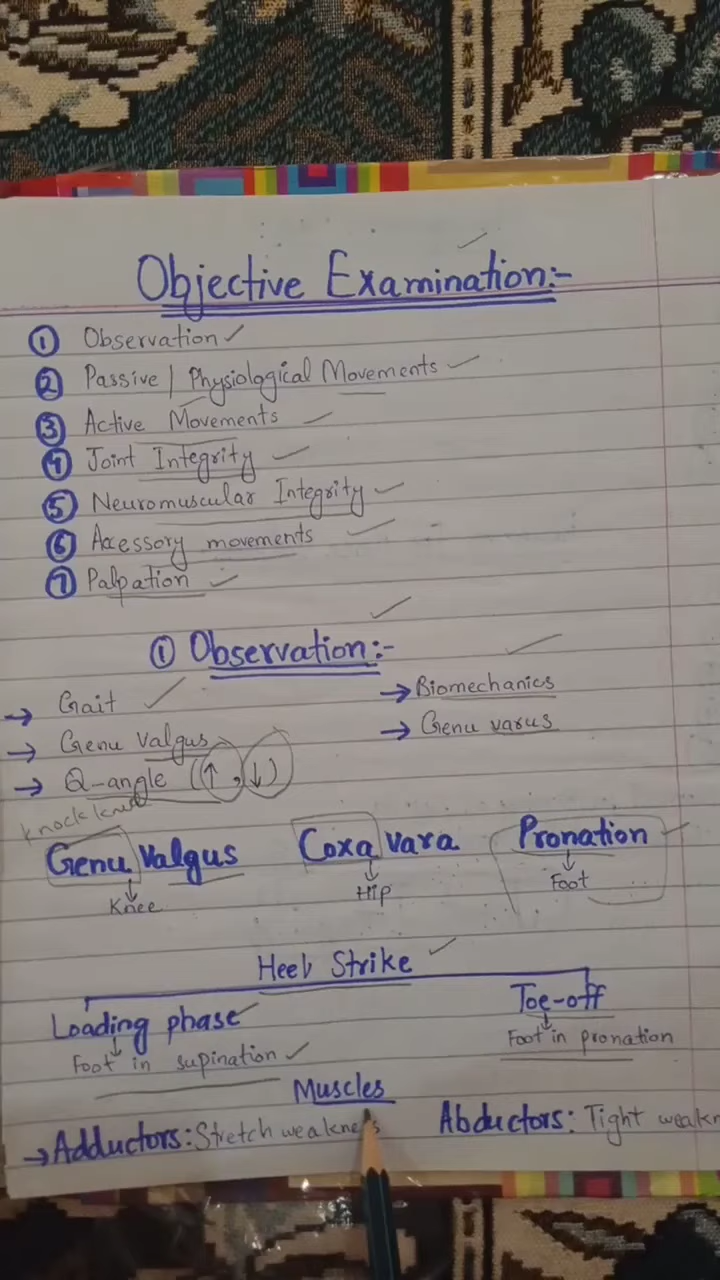 Objective Examination:-
① Observation ✓
② Passive / Physiological Movements
③ Active Movements
④ Joint Integrity
⑤ Neuromuscular Integrity
⑥ Accessory movements
⑦ Palpation
① Observation:-
→ Gait → Biomechanics
→ Genu Valgus → Genu varus
→ Q-angle (↑, ↓)
Knock knee
Genu Valgus Coxa vara Pronation
↓ Knee ↓ Hip ↓ Foot
Heel Strike
Loading phase Toe-off
↓ Foot in supination ↓ Foot in pronation
Muscles
→ Adductors: Stretch weakness Abductors: Tight